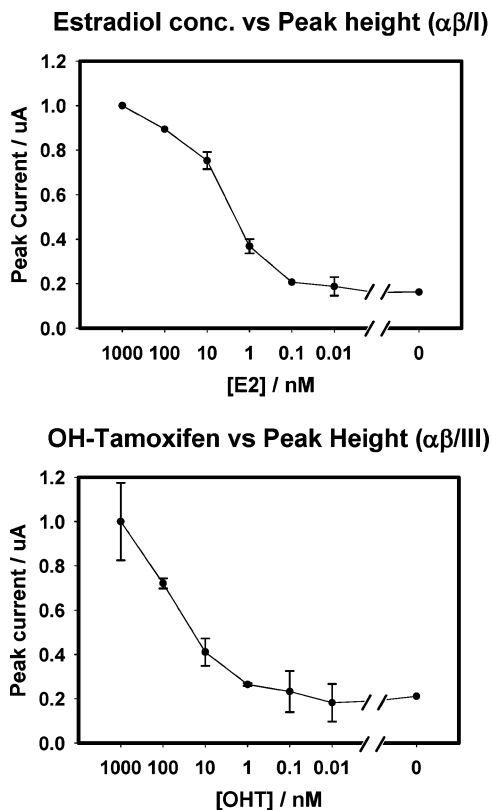 Estradiol conc. vs Peak height (αβ/I)
1.2
1.0
0.8
0.6
0.4
0.2
0.0
Peak Current / uA
1000 100 10 1 0.1 0.01 0
[E2] / nM
OH-Tamoxifen vs Peak Height (αβ/III)
1.2
1.0
0.8
0.6
0.4
0.2
0.0
Peak current / uA
1000 100 10 1 0.1 0.01 0
[OHT] / nM